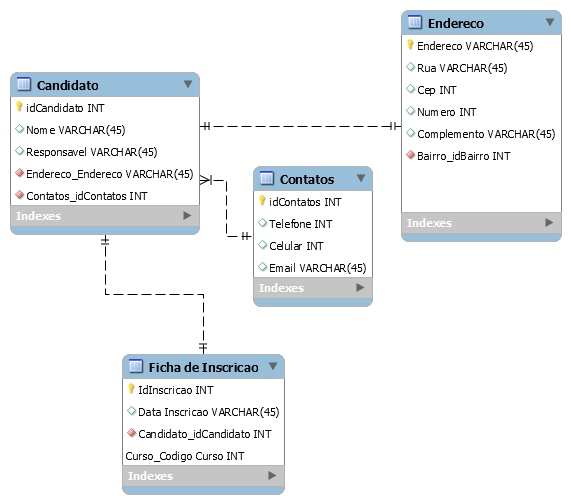 Candidato
idCandidato INT
Nome VARCHAR(45)
Responsavel VARCHAR(45)
Endereco_Endereco VARCHAR(45)
Contatos_idContatos INT
Indexes
Endereco
Endereco VARCHAR(45)
Rua VARCHAR(45)
Cep INT
Numero INT
Complemento VARCHAR(45)
Bairro_idBairro INT
Indexes
Contatos
idContatos INT
Telefone INT
Celular INT
Email VARCHAR(45)
Indexes
Ficha de Inscricao
IdInscricao INT
Data Inscricao VARCHAR(45)
Candidato_idCandidato INT
Curso_Codigo Curso INT
Indexes